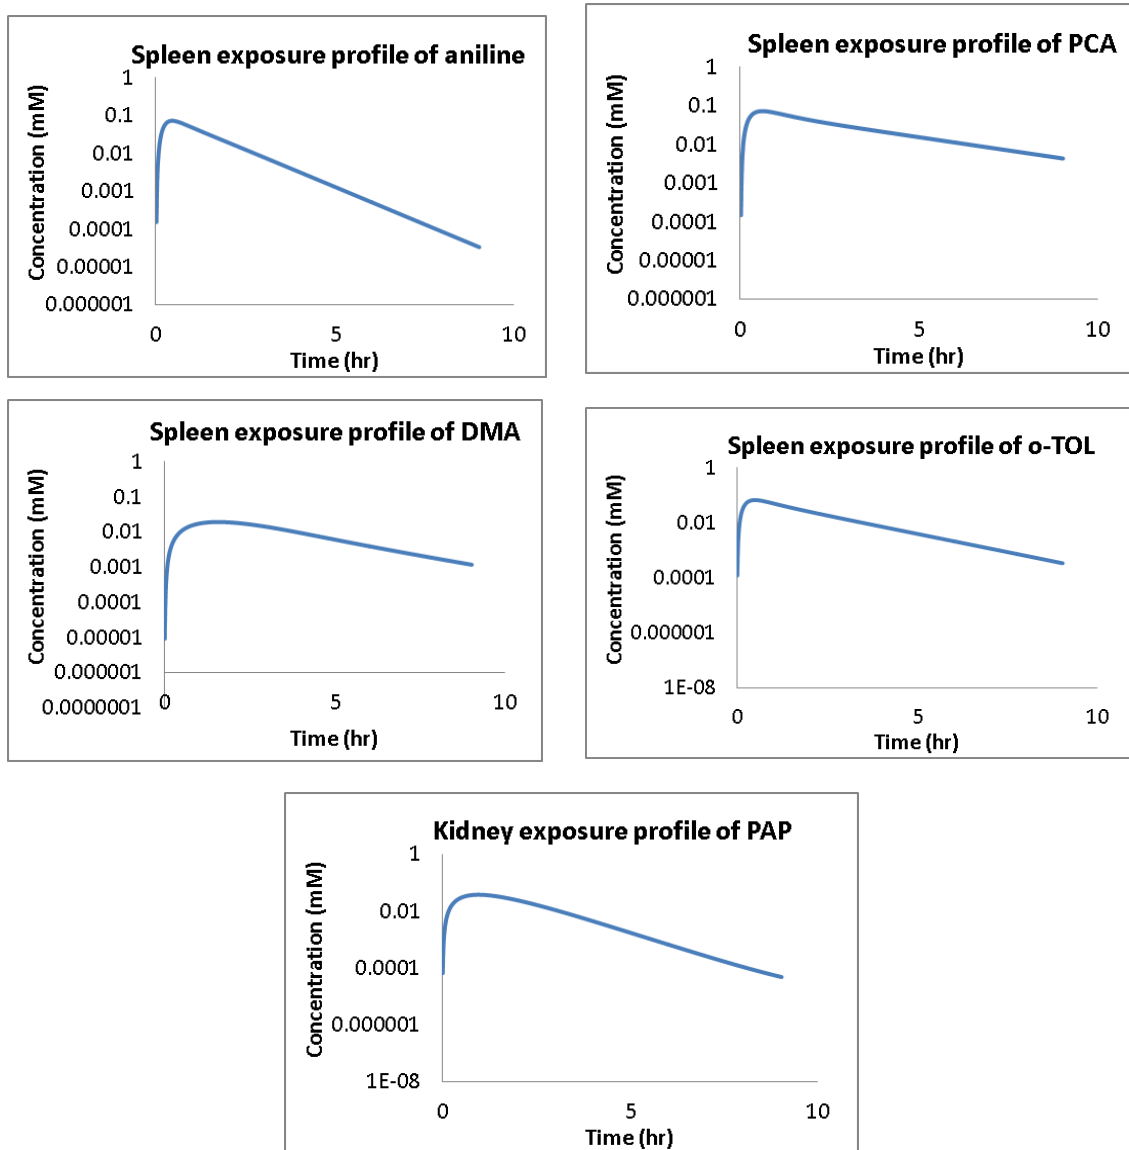 Spleen exposure profile of aniline
Concentration (mM)
1
0.1
0.01
0.001
0.0001
0.00001
0.000001
0
5
10
Time (hr)
Spleen exposure profile of PCA
Concentration (mM)
1
0.1
0.01
0.001
0.0001
0.00001
0.000001
0
5
10
Time (hr)
Spleen exposure profile of DMA
Concentration (mM)
1
0.1
0.01
0.001
0.0001
0.00001
0.000001
0.0000001
0
5
10
Time (hr)
Spleen exposure profile of o-TOL
Concentration (mM)
1
0.01
0.0001
0.000001
1E-08
0
5
10
Time (hr)
Kidney exposure profile of PAP
Concentration (mM)
1
0.01
0.0001
0.000001
1E-08
0
5
10
Time (hr)